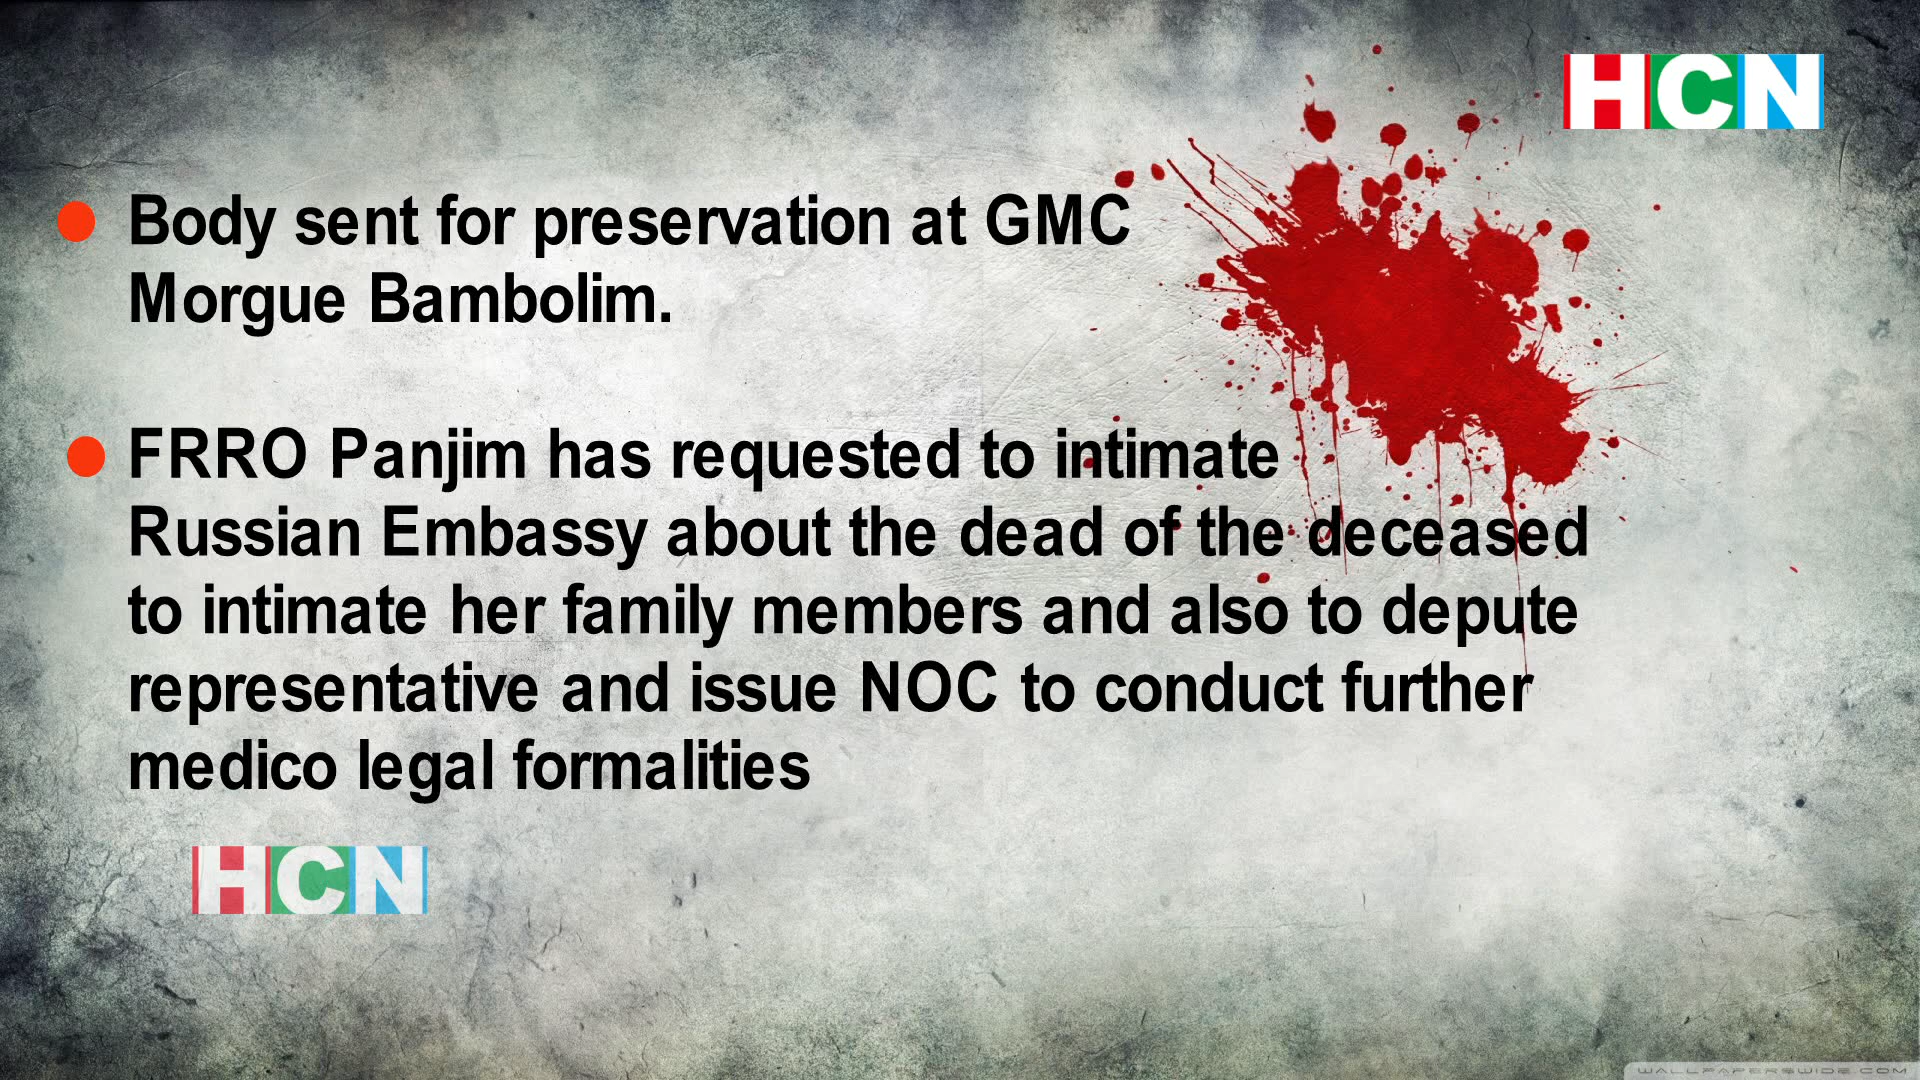 HCN
Body sent for preservation at GMC
Morgue Bambolim.
FRRO Panjim has requested to intimate
Russian Embassy about the dead of the deceased
to intimate her family members and also to depute
representative and issue NOC to conduct further
medico legal formalities
HCN
WALLPAPERSWIDE.COM